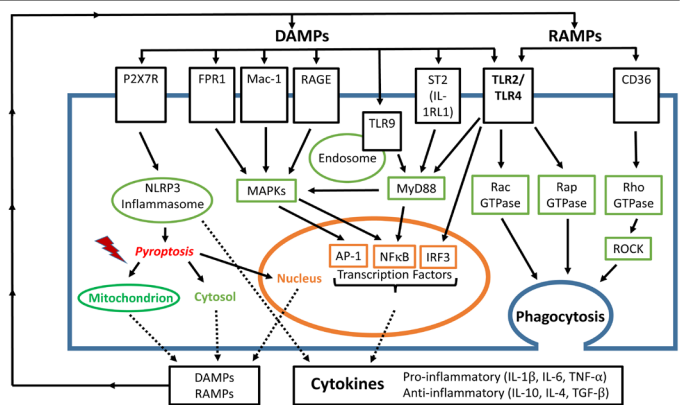 DAMPs
RAMPs
P2X7R
FPR1
Mac-1
RAGE
TLR9
ST2
(IL-
1RL1)
TLR2/
TLR4
CD36
Endosome
NLRP3
Inflammasome
MAPKs
MyD88
Rac
GTPase
Rap
GTPase
Rho
GTPase
ROCK
Pyroptosis
AP-1
NFκB
IRF3
Transcription Factors
Nucleus
Mitochondrion
Cytosol
Phagocytosis
DAMPs
RAMPs
Cytokines
Pro-inflammatory (IL-1β, IL-6, TNF-α)
Anti-inflammatory (IL-10, IL-4, TGF-β)